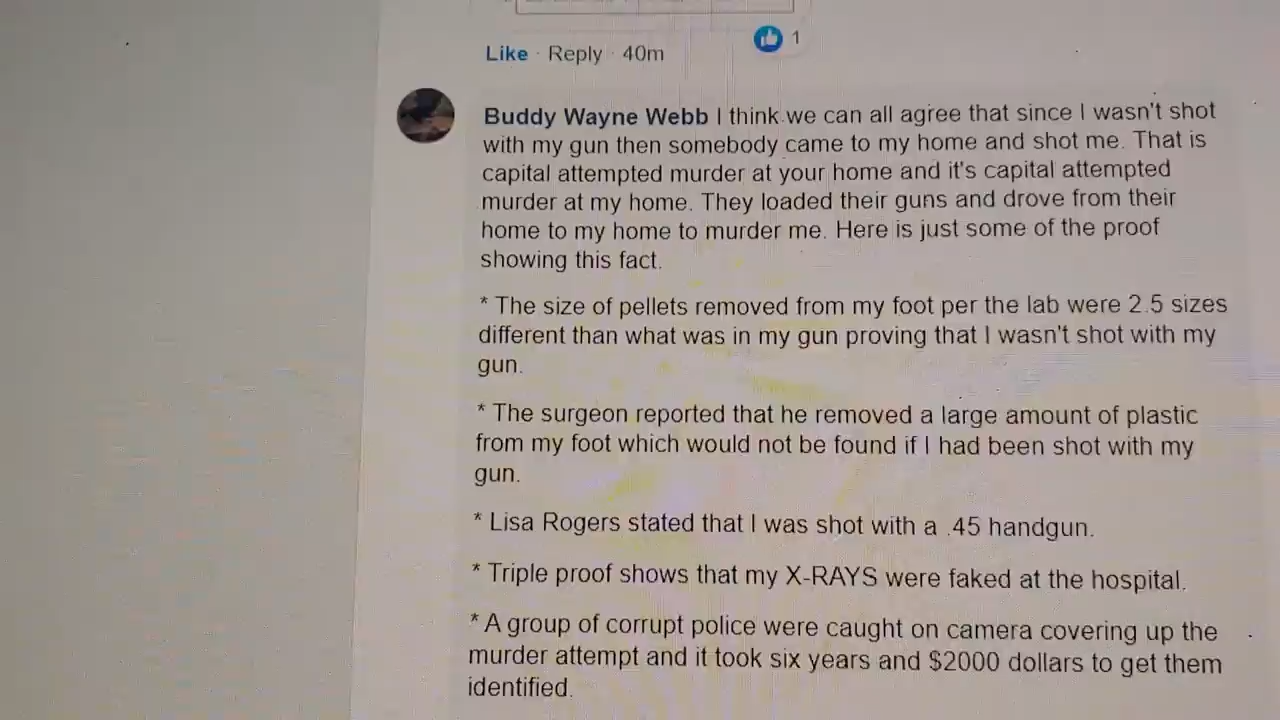 Like · Reply · 40m
1
Buddy Wayne Webb I think we can all agree that since I wasn't shot
with my gun then somebody came to my home and shot me. That is
capital attempted murder at your home and it's capital attempted
murder at my home. They loaded their guns and drove from their
home to my home to murder me. Here is just some of the proof
showing this fact.
* The size of pellets removed from my foot per the lab were 2.5 sizes
different than what was in my gun proving that I wasn't shot with my
gun.
* The surgeon reported that he removed a large amount of plastic
from my foot which would not be found if I had been shot with my
gun.
* Lisa Rogers stated that I was shot with a .45 handgun.
* Triple proof shows that my X-RAYS were faked at the hospital.
* A group of corrupt police were caught on camera covering up the
murder attempt and it took six years and $2000 dollars to get them
identified.